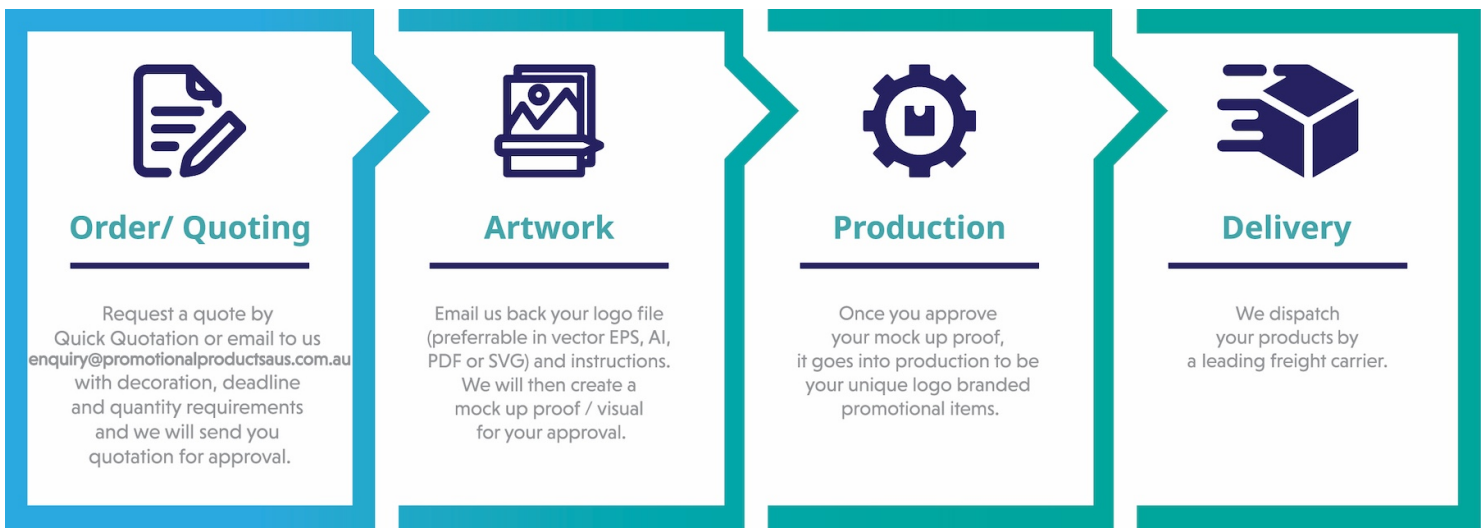 Order/ Quoting
Request a quote by
Quick Quotation or email to us
enquiry@promotionalproductsaus.com.au
with decoration, deadline
and quantity requirements
and we will send you
quotation for approval.
Artwork
Email us back your logo file
(preferrable in vector EPS, AI,
PDF or SVG) and instructions.
We will then create a
mock up proof / visual
for your approval.
Production
Once you approve
your mock up proof,
it goes into production to be
your unique logo branded
promotional items.
Delivery
We dispatch
your products by
a leading freight carrier.